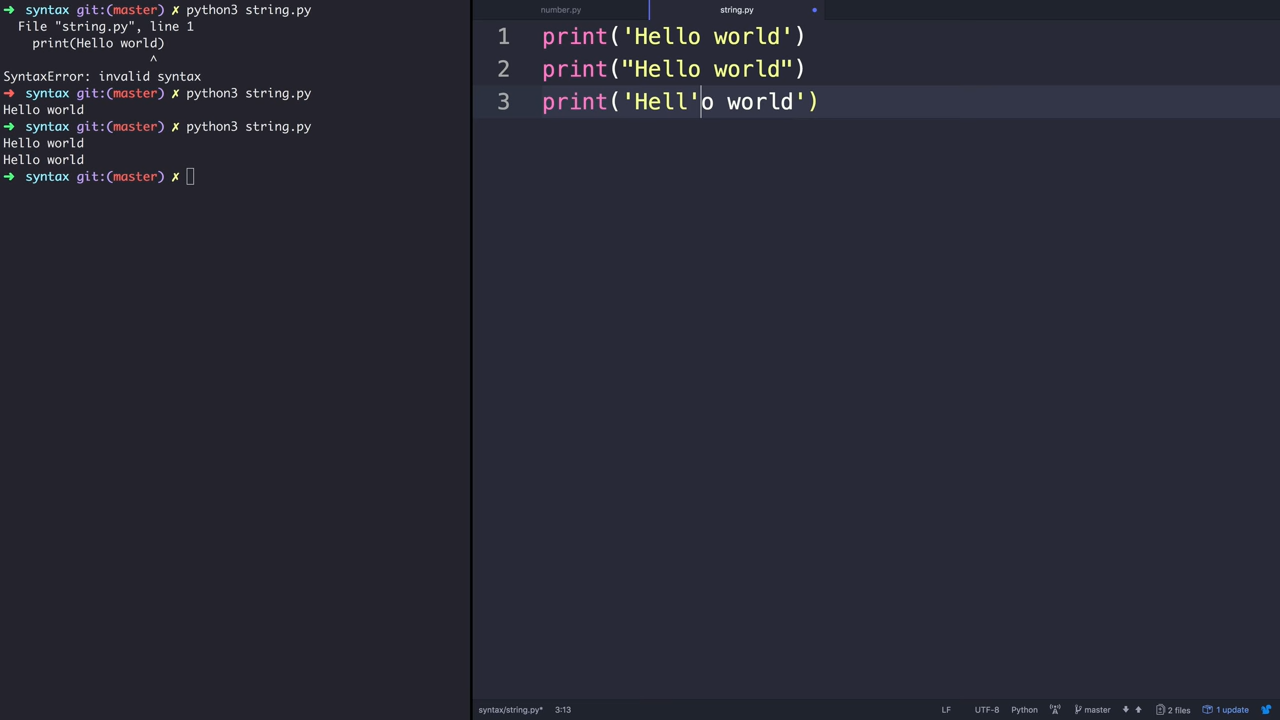 ➜ syntax git:(master) ✗ python3 string.py
File "string.py", line 1
print(Hello world)
^
SyntaxError: invalid syntax
➜ syntax git:(master) ✗ python3 string.py
Hello world
➜ syntax git:(master) ✗ python3 string.py
Hello world
Hello world
➜ syntax git:(master) ✗
number.py
string.py
1 print('Hello world')
2 print("Hello world")
3 print('Hell'o world')
syntax/string.py* 3:13
LF UTF-8 Python master 2 files 1 update